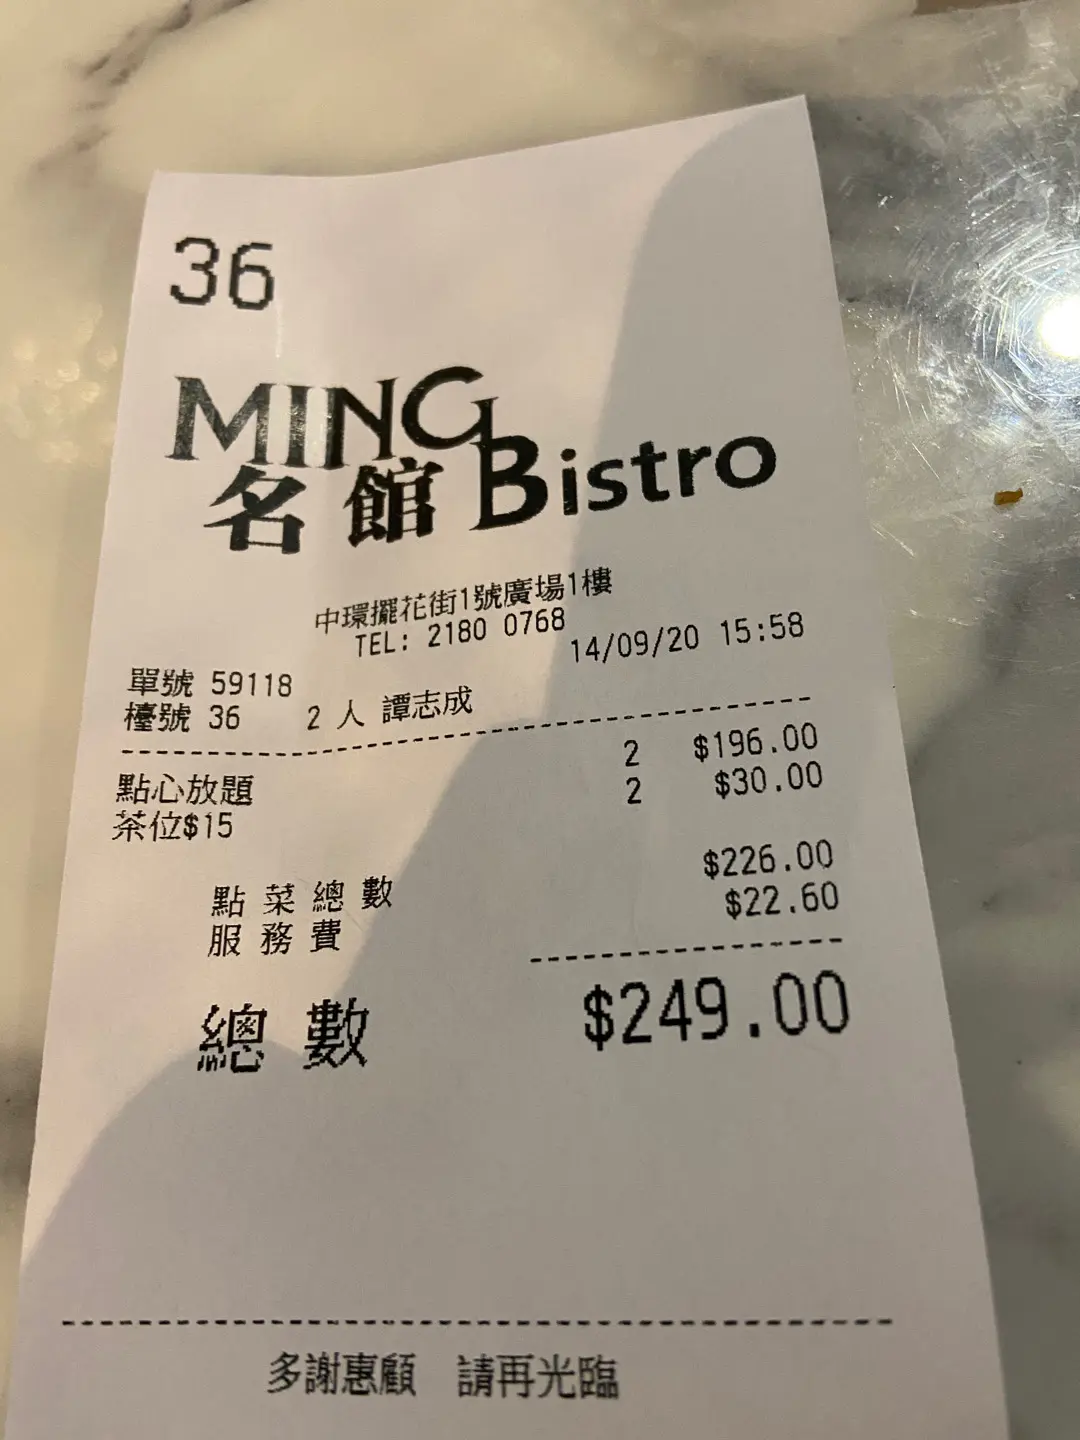 36
MING Bistro
名館
中環擺花街1號廣場1樓
TEL: 2180 0768
14/09/20 15:58
單號 59118
檯號 36 2 人 譚志成
點心放題 2 $196.00
茶位$15 2 $30.00
點菜總數 $226.00
服務費 $22.60
總數 $249.00
多謝惠顧 請再光臨